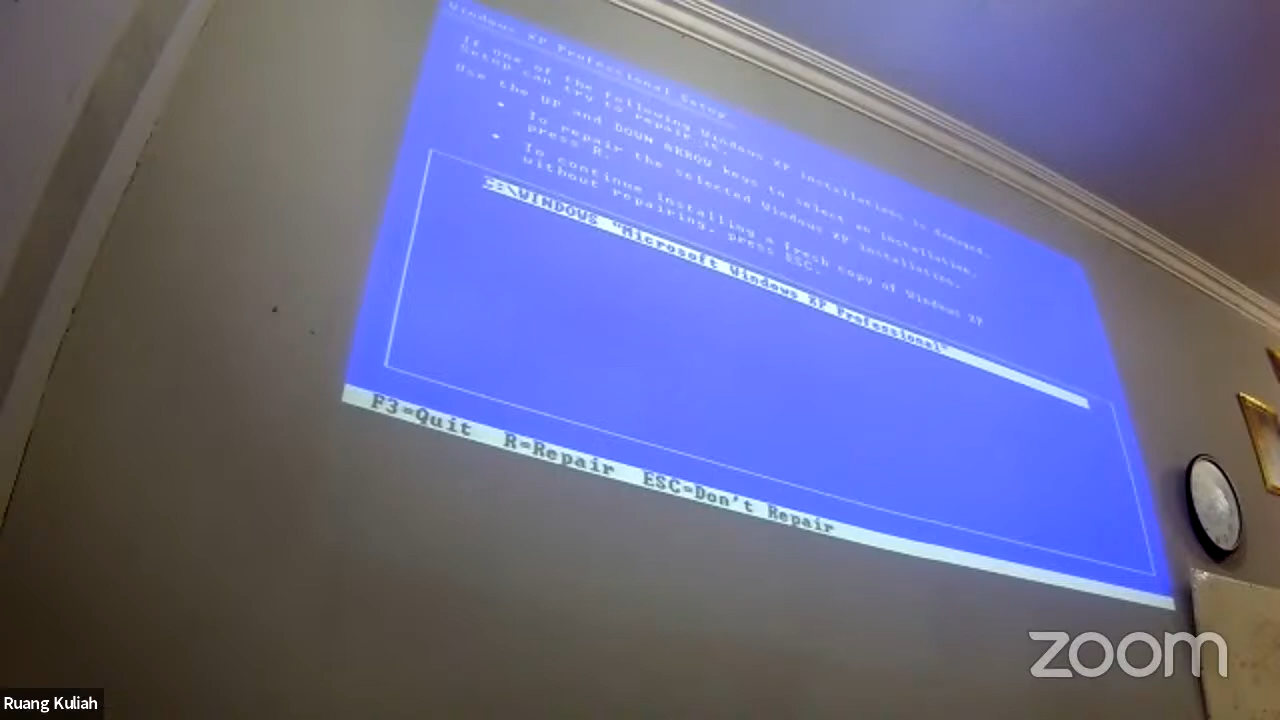 Windows XP Professional Setup
If one of the following Windows XP installations is damaged,
Setup can try to repair it.
Use the UP and DOWN ARROW keys to select an installation.
• To repair the selected Windows XP installation,
press R.
• To continue installing a fresh copy of Windows XP
without repairing, press ESC.
C:\WINDOWS "Microsoft Windows XP Professional"
F3=Quit R=Repair ESC=Don't Repair
zoom
Ruang Kuliah